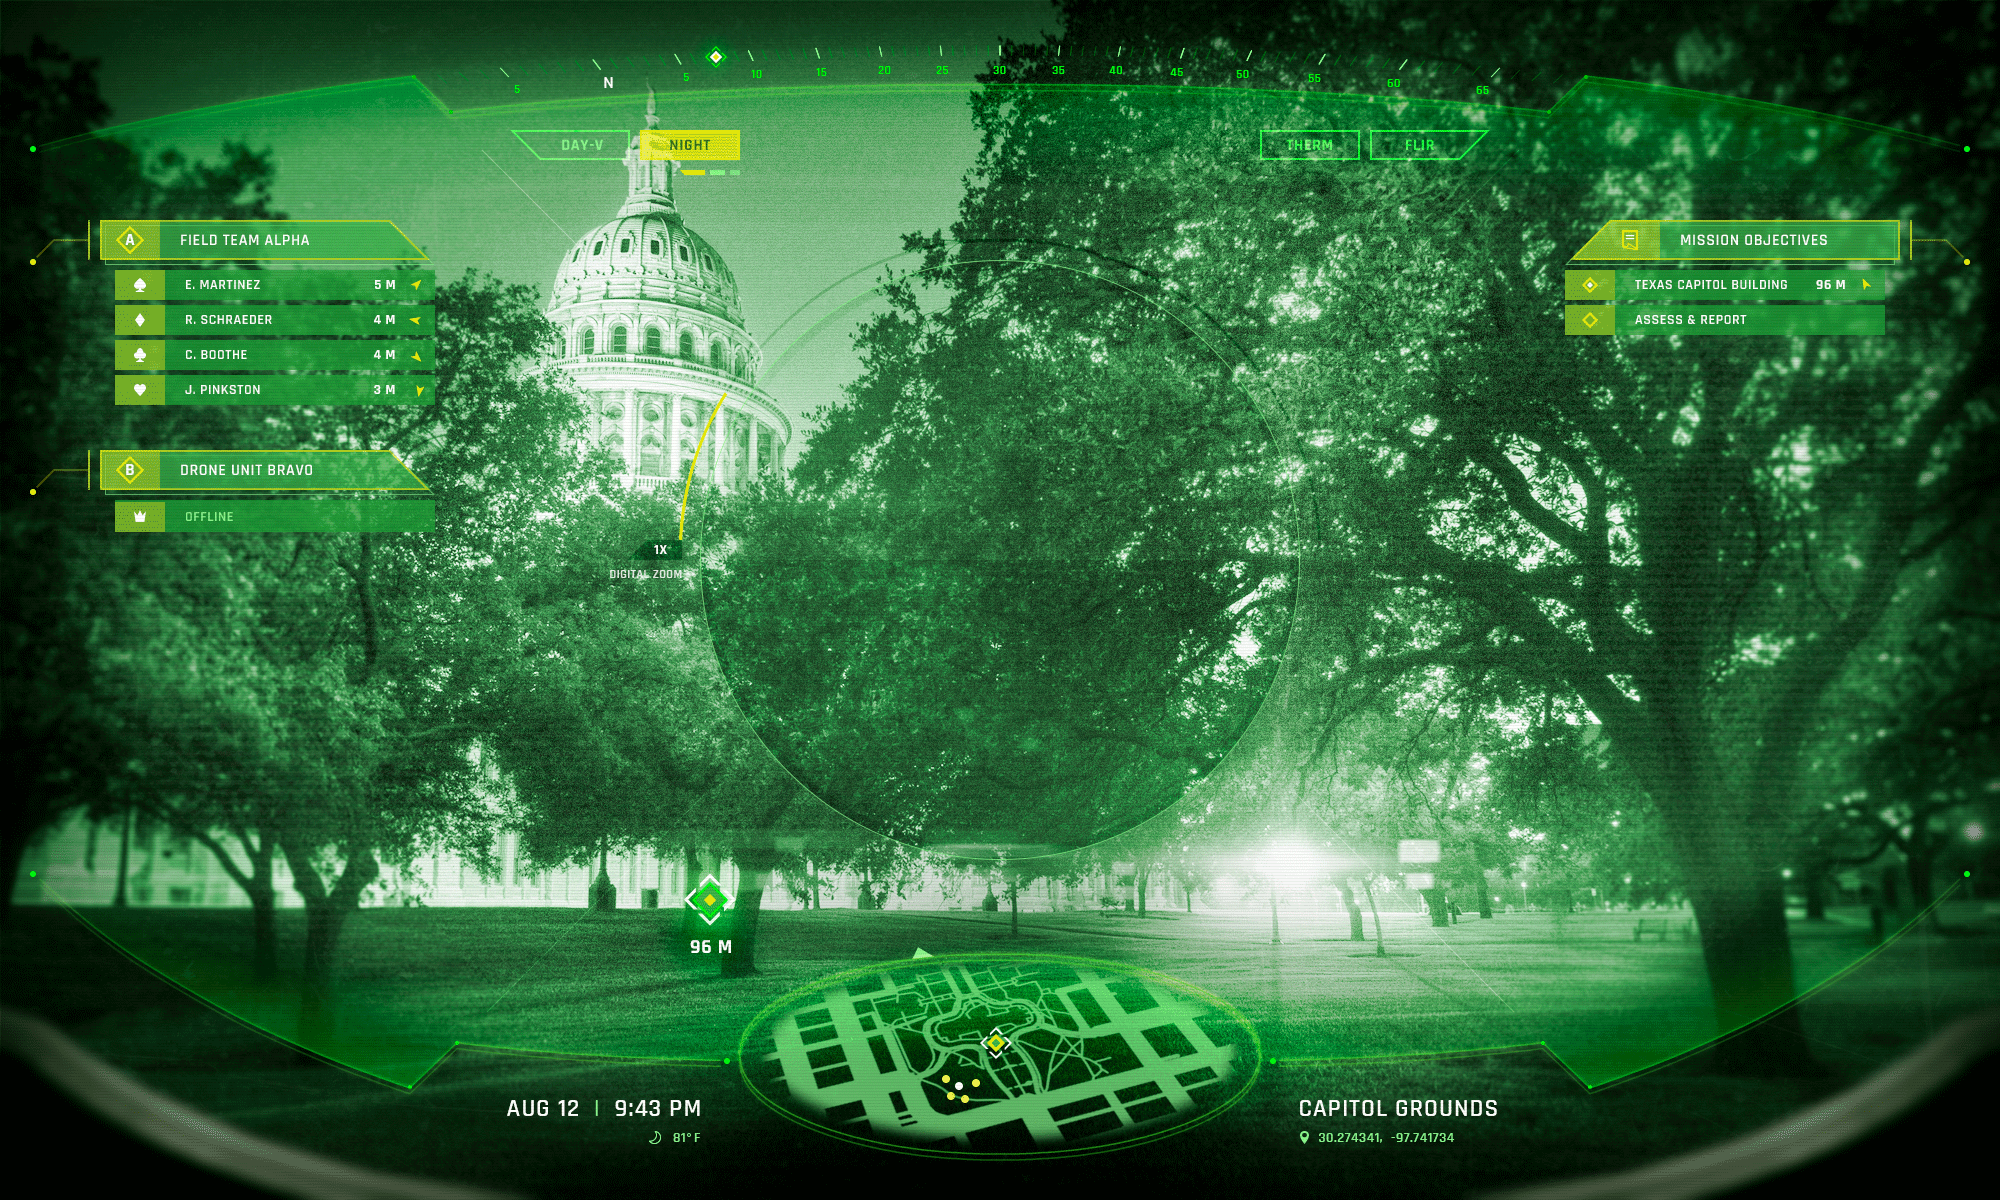 5 N 5 10 15 20 25 30 35 40 45 50 55 60 65
DAY-V NIGHT THERM FLIR
A FIELD TEAM ALPHA
E. MARTINEZ 5 M
R. SCHRAEDER 4 M
C. BOOTHE 4 M
J. PINKSTON 3 M
B DRONE UNIT BRAVO
OFFLINE
MISSION OBJECTIVES
TEXAS CAPITOL BUILDING 96 M
ASSESS & REPORT
1X
DIGITAL ZOOM
96 M
AUG 12 | 9:43 PM
81° F
CAPITOL GROUNDS
30.274341, -97.741734